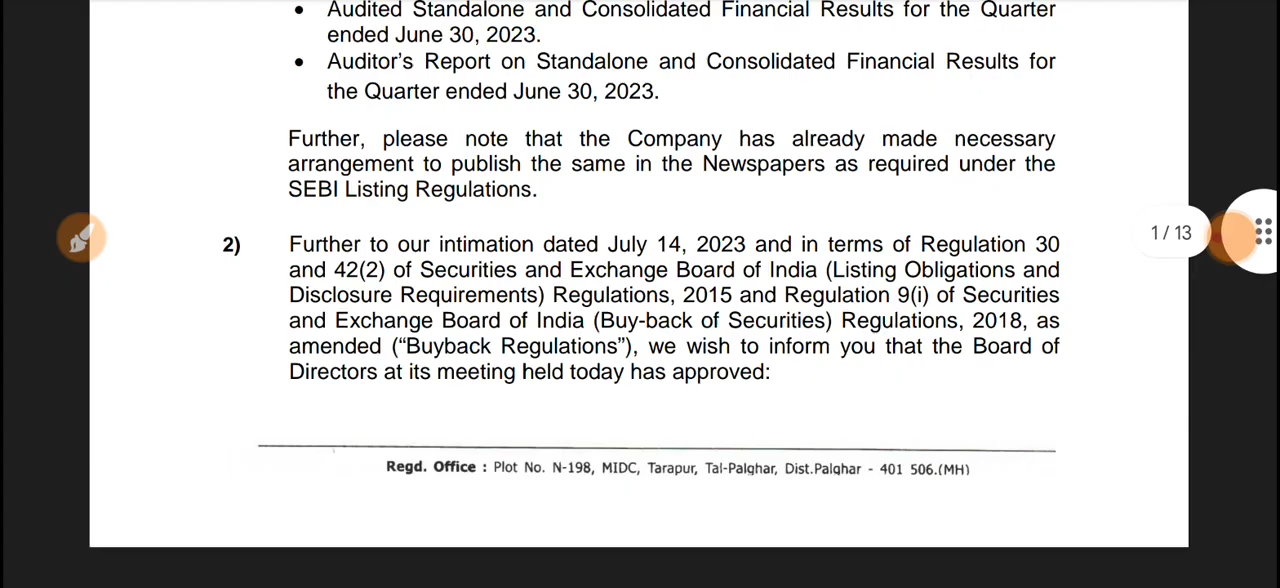 • Audited Standalone and Consolidated Financial Results for the Quarter
ended June 30, 2023.
• Auditor's Report on Standalone and Consolidated Financial Results for
the Quarter ended June 30, 2023.
Further, please note that the Company has already made necessary
arrangement to publish the same in the Newspapers as required under the
SEBI Listing Regulations.
2) Further to our intimation dated July 14, 2023 and in terms of Regulation 30
and 42(2) of Securities and Exchange Board of India (Listing Obligations and
Disclosure Requirements) Regulations, 2015 and Regulation 9(i) of Securities
and Exchange Board of India (Buy-back of Securities) Regulations, 2018, as
amended (“Buyback Regulations”), we wish to inform you that the Board of
Directors at its meeting held today has approved:
1 / 13
Regd. Office : Plot No. N-198, MIDC, Tarapur, Tal-Palghar, Dist.Palghar - 401 506.(MH)